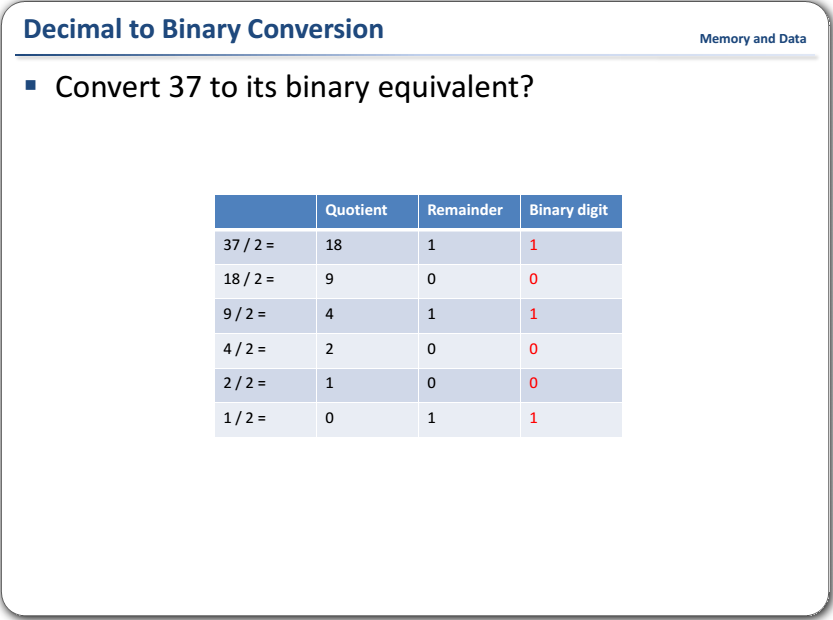 Decimal to Binary Conversion
Memory and Data
▪ Convert 37 to its binary equivalent?
Quotient Remainder Binary digit
37 / 2 = 18 1 1
18 / 2 = 9 0 0
9 / 2 = 4 1 1
4 / 2 = 2 0 0
2 / 2 = 1 0 0
1 / 2 = 0 1 1